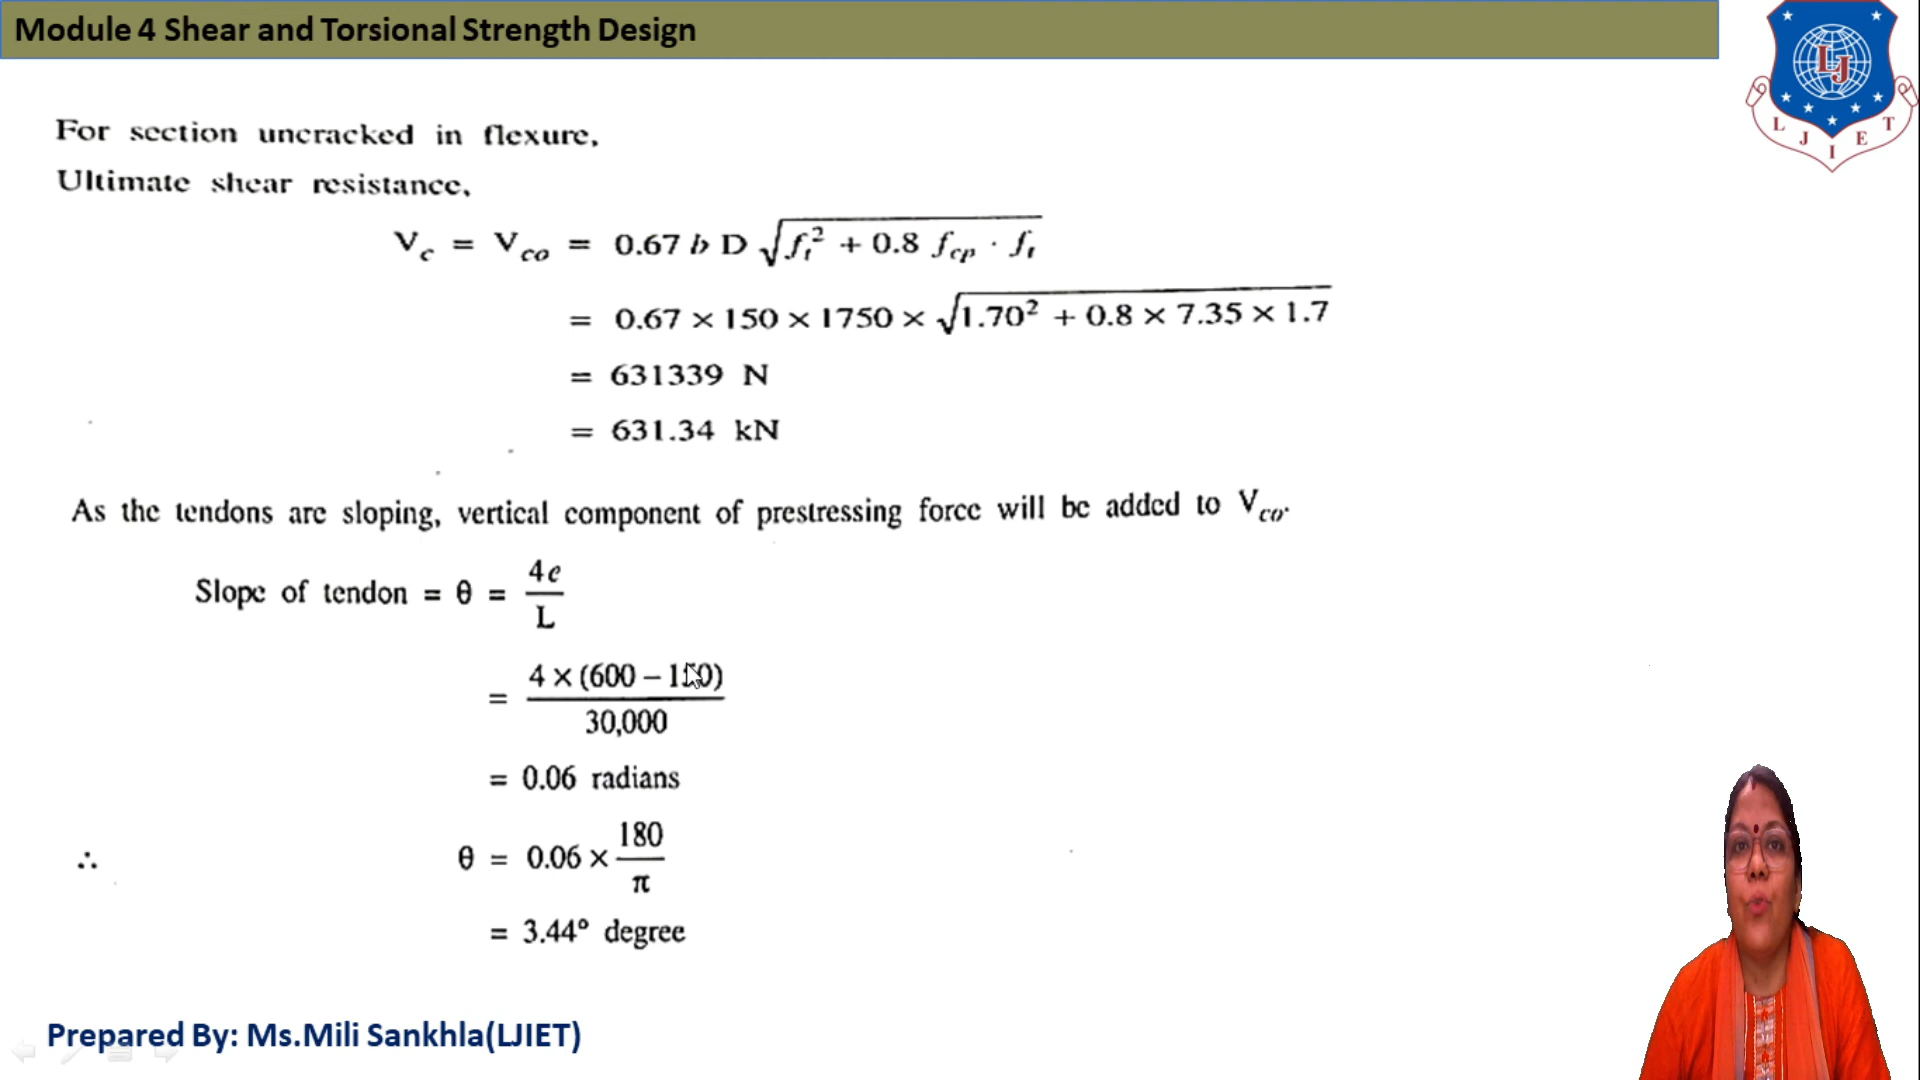 Module 4 Shear and Torsional Strength Design
LJ
L J I E T
For section uncracked in flexure,
Ultimate shear resistance,
V_c = V_co = 0.67 b D √(f_t² + 0.8 f_cp · f_t)
= 0.67 × 150 × 1750 × √(1.70² + 0.8 × 7.35 × 1.7)
= 631339 N
= 631.34 kN
As the tendons are sloping, vertical component of prestressing force will be added to V_co.
Slope of tendon = θ = 4e / L
= 4 × (600 – 150) / 30,000
= 0.06 radians
∴ θ = 0.06 × 180 / π
= 3.44° degree
Prepared By: Ms.Mili Sankhla(LJIET)